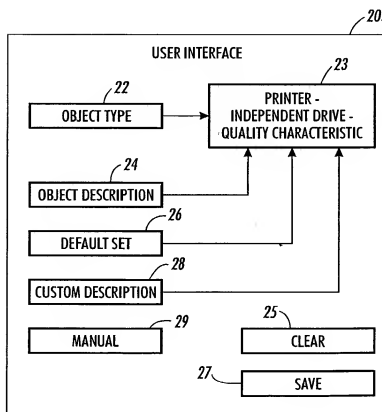 20
USER INTERFACE
22
23
OBJECT TYPE
PRINTER -
INDEPENDENT DRIVE -
QUALITY CHARACTERISTIC
24
OBJECT DESCRIPTION
26
DEFAULT SET
28
CUSTOM DESCRIPTION
29
25
MANUAL
CLEAR
27
SAVE